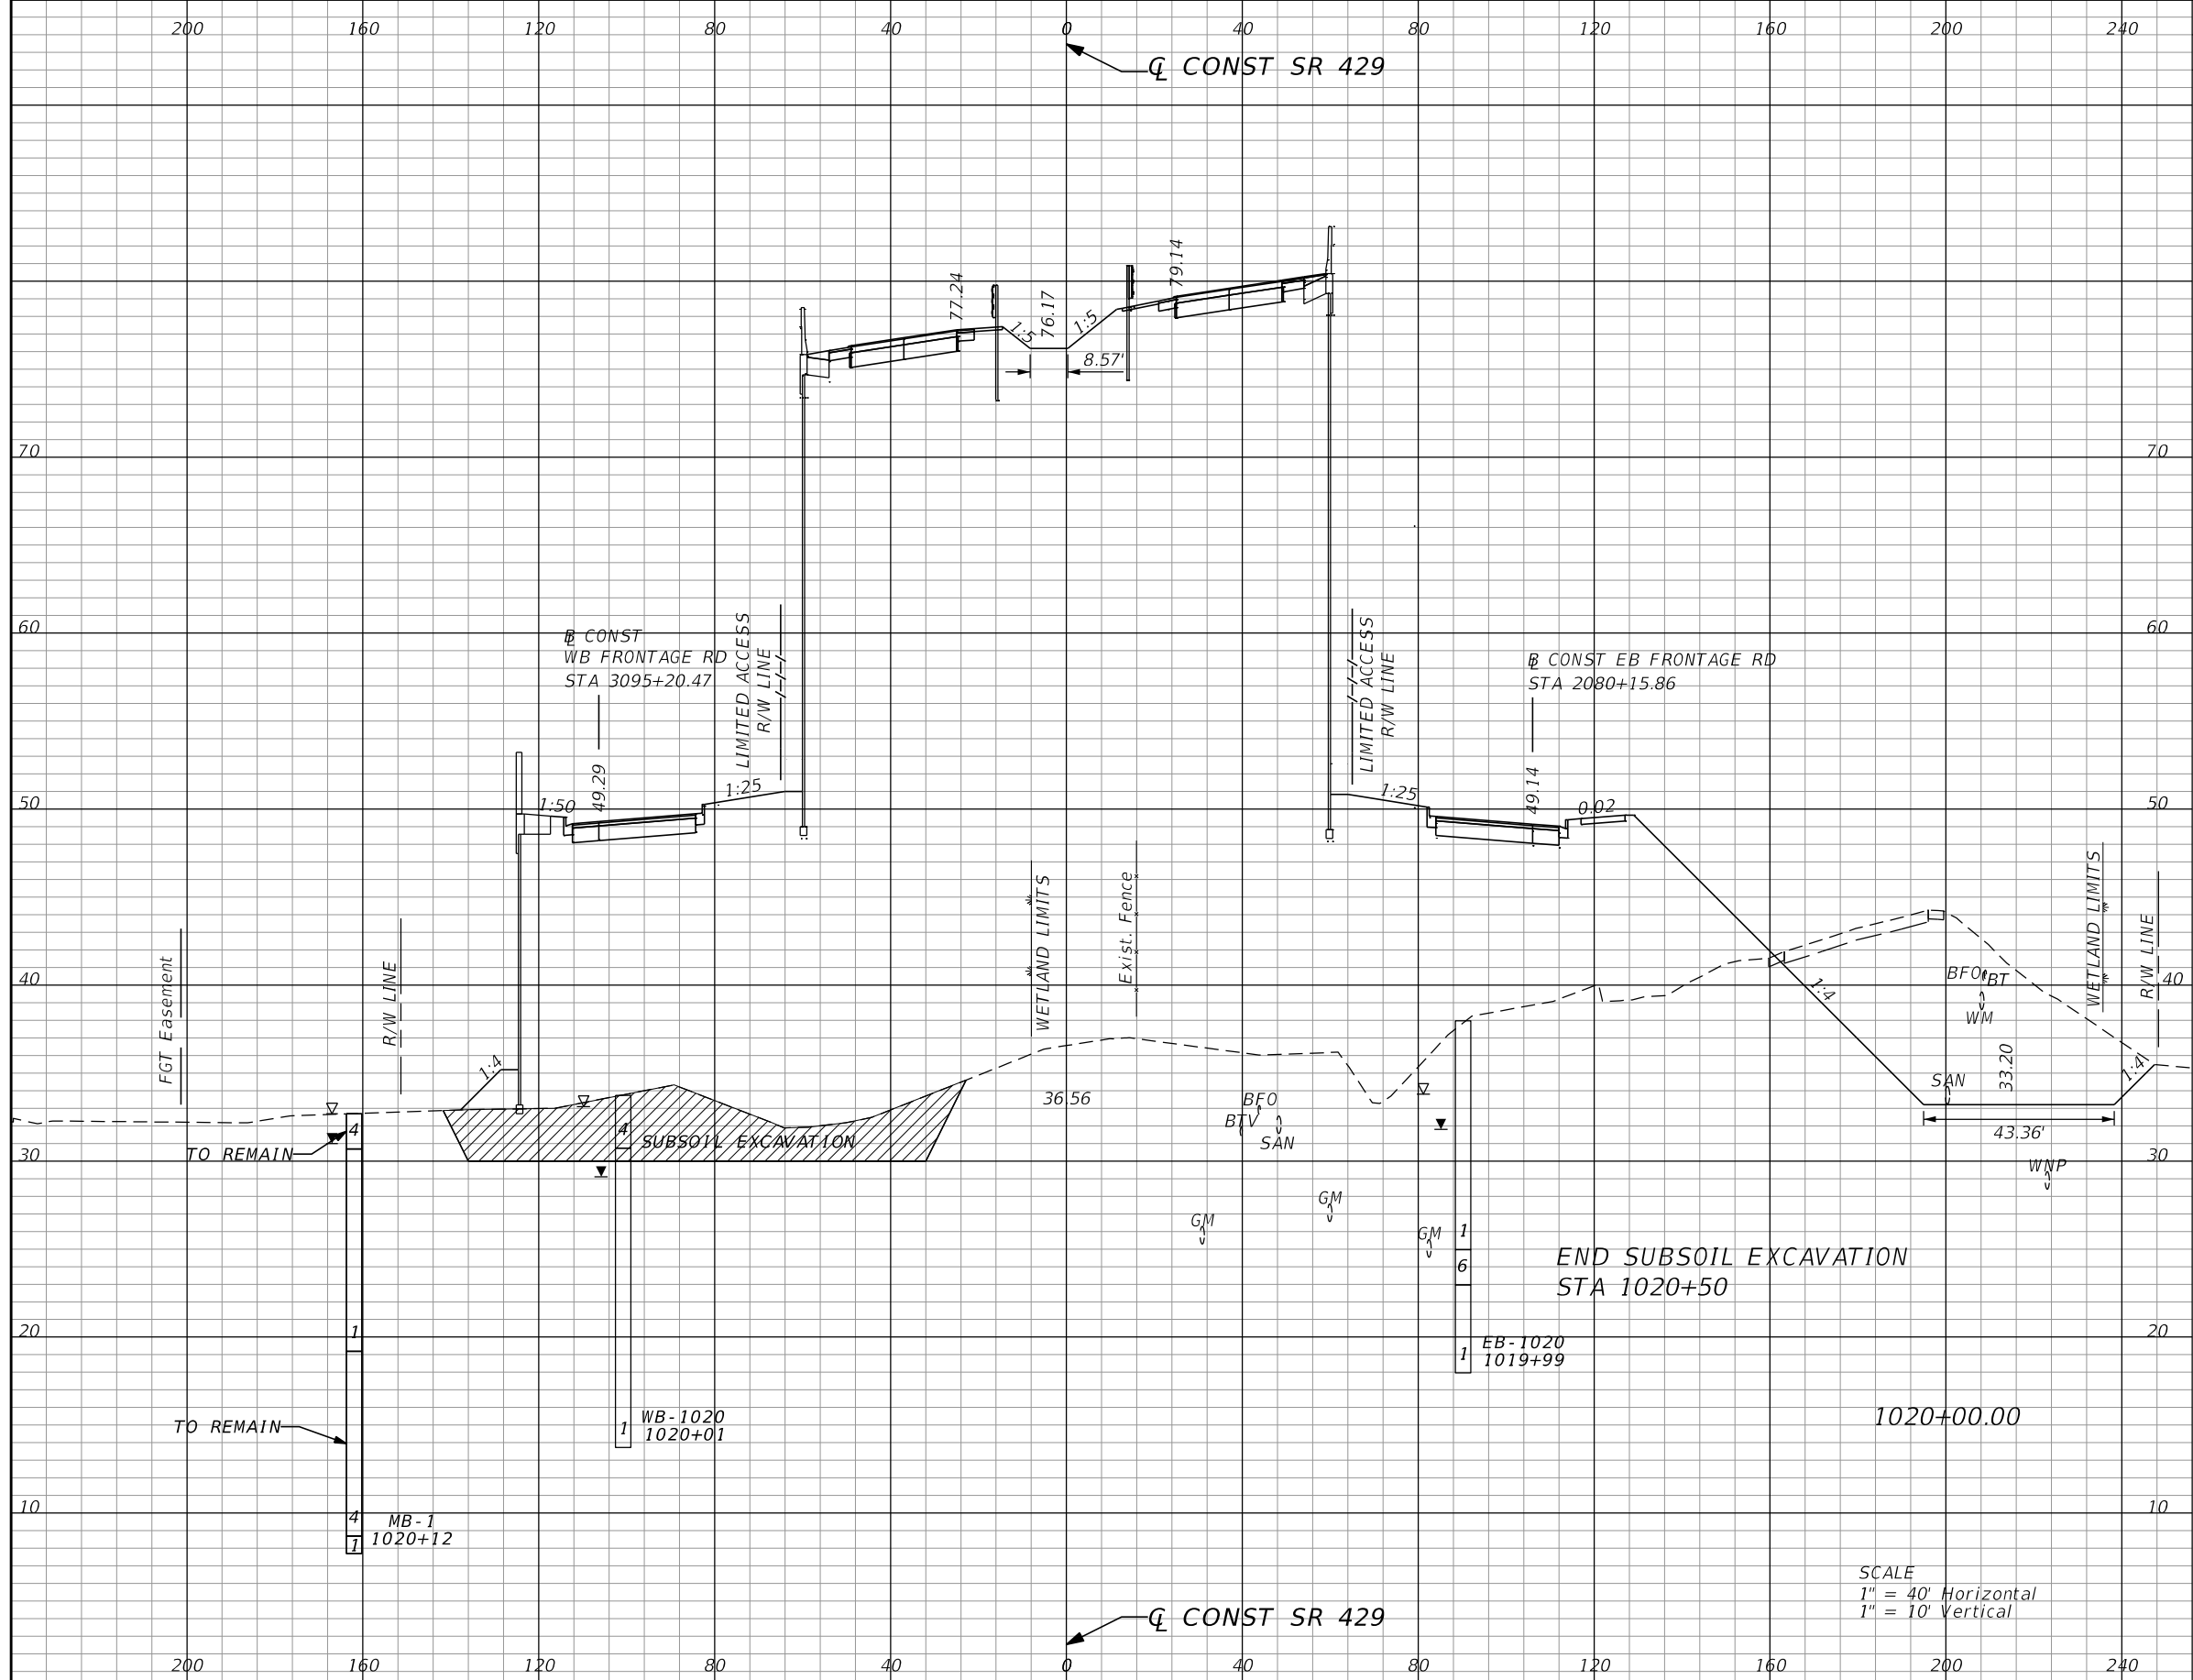 200 160 120 80 40 0 40 80 120 160 200 240
℄ CONST SR 429
79.14
77.24
76.17
1:5
1:5
8.57'
70 70
60 60
LIMITED ACCESS
R/W LINE
LIMITED ACCESS
R/W LINE
℄ CONST
WB FRONTAGE RD
STA 3095+20.47
℄ CONST EB FRONTAGE RD
STA 2080+15.86
49.29
49.14
1:25
1:25
1:50
0.02
50 50
WETLAND LIMITS
Exist. Fence
WETLAND LIMITS
R/W LINE
FGT Easement
R/W LINE
40 40
BFO
BT
WM
1:4
1:4
33.20
SAN
1:4
36.56
BFO
BTV
SAN
43.36'
4
4
SUBSOIL EXCAVATION
TO REMAIN
30 30
WNP
GM
GM
GM
1
6
END SUBSOIL EXCAVATION
STA 1020+50
20 20
1
1
EB-1020
1019+99
WB-1020
1020+01
1
1020+00.00
TO REMAIN
10 10
4
1
MB-1
1020+12
SCALE
1" = 40' Horizontal
1" = 10' Vertical
℄ CONST SR 429
200 160 120 80 40 0 40 80 120 160 200 240